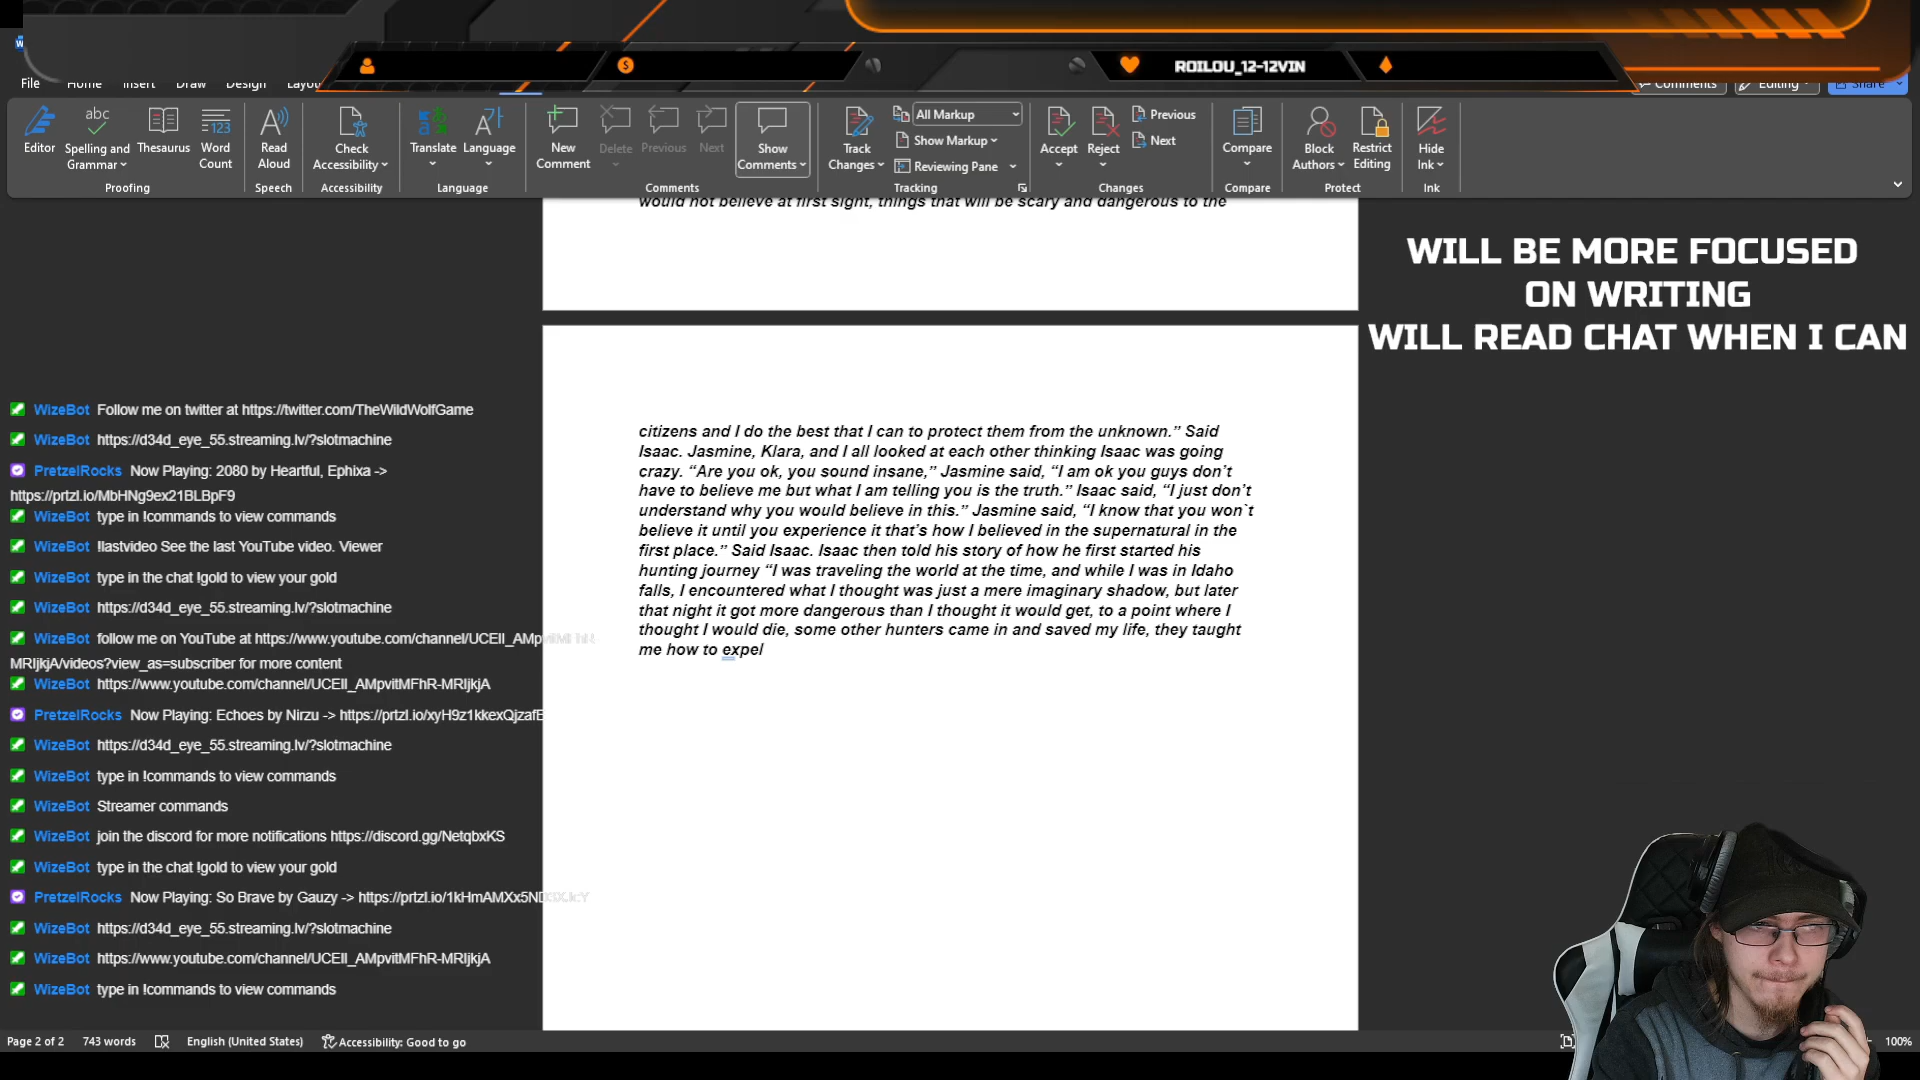 ROILOU_12-12VIN
File Home Insert Draw Design Comments Editing Share
Editor
Spelling and Grammar
Thesaurus
Word Count
Proofing
Read Aloud
Speech
Check Accessibility
Accessibility
Translate
Language
Language
New Comment
Delete
Previous
Next
Show Comments
Comments
Track Changes
All Markup
Show Markup
Reviewing Pane
Tracking
Accept
Reject
Previous
Next
Changes
Compare
Compare
Block Authors
Restrict Editing
Protect
Hide Ink
Ink
would not believe at first sight, things that will be scary and dangerous to the
citizens and I do the best that I can to protect them from the unknown.” Said
Isaac. Jasmine, Klara, and I all looked at each other thinking Isaac was going
crazy. “Are you ok, you sound insane,” Jasmine said, “I am ok you guys don’t
have to believe me but what I am telling you is the truth.” Isaac said, “I just don’t
understand why you would believe in this.” Jasmine said, “I know that you won`t
believe it until you experience it that’s how I believed in the supernatural in the
first place.” Said Isaac. Isaac then told his story of how he first started his
hunting journey “I was traveling the world at the time, and while I was in Idaho
falls, I encountered what I thought was just a mere imaginary shadow, but later
that night it got more dangerous than I thought it would get, to a point where I
thought I would die, some other hunters came in and saved my life, they taught
me how to expel
WILL BE MORE FOCUSED
ON WRITING
WILL READ CHAT WHEN I CAN
WizeBot Follow me on twitter at https://twitter.com/TheWildWolfGame
WizeBot https://d34d_eye_55.streaming.lv/?slotmachine
PretzelRocks Now Playing: 2080 by Heartful, Ephixa ->
https://prtzl.io/MbHNg9ex21BLBpF9
WizeBot type in !commands to view commands
WizeBot !lastvideo See the last YouTube video. Viewer
WizeBot type in the chat !gold to view your gold
WizeBot https://d34d_eye_55.streaming.lv/?slotmachine
WizeBot follow me on YouTube at
MRIjkjA/videos?view_as=subscriber for more content
WizeBot https://www.youtube.com/channel/UCEIl_AMpvitMFhR-MRIjkjA
PretzelRocks Now Playing: Echoes by Nirzu ->
WizeBot https://d34d_eye_55.streaming.lv/?slotmachine
WizeBot type in !commands to view commands
WizeBot Streamer commands
WizeBot join the discord for more notifications https://discord.gg/NetqbxKS
WizeBot type in the chat !gold to view your gold
PretzelRocks Now Playing: So Brave by Gauzy ->
WizeBot https://d34d_eye_55.streaming.lv/?slotmachine
WizeBot https://www.youtube.com/channel/UCEIl_AMpvitMFhR-MRIjkjA
WizeBot type in !commands to view commands
Page 2 of 2 743 words English (United States) Accessibility: Good to go 100%